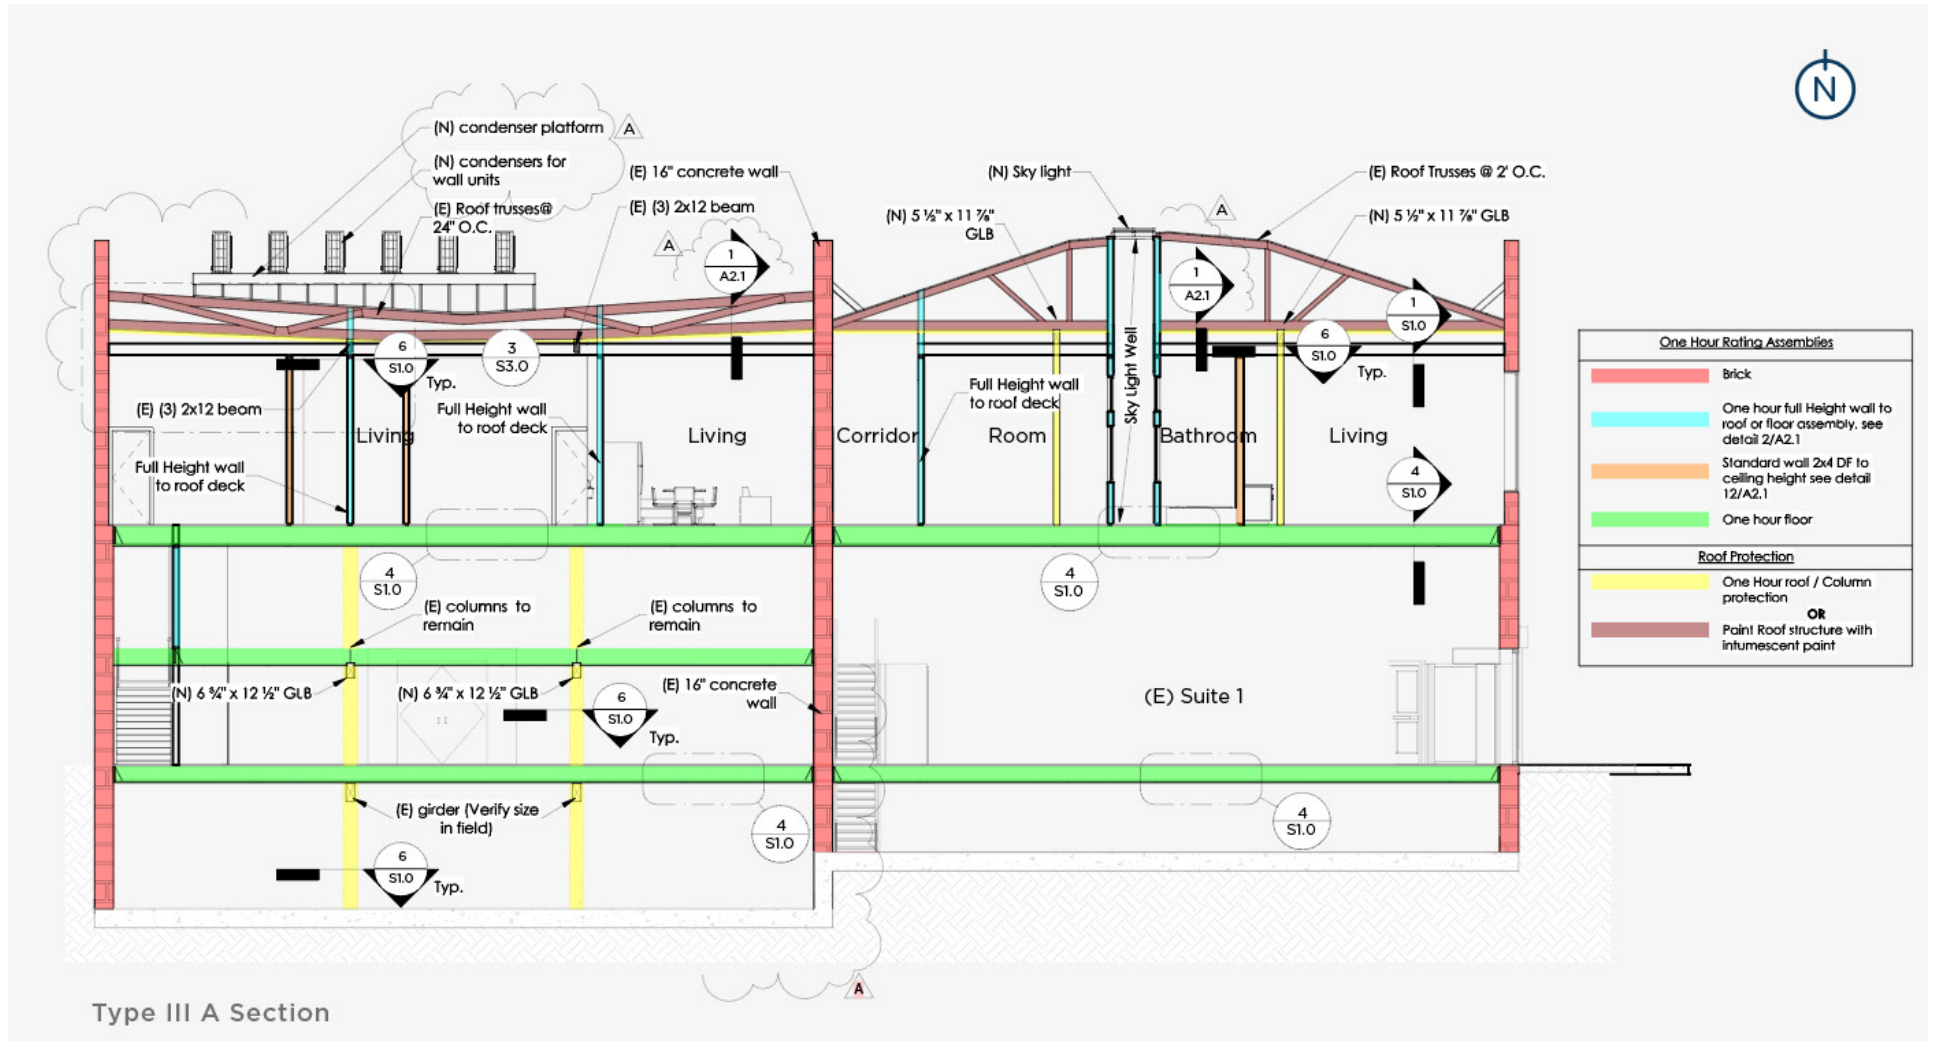 N
(N) condenser platform
A
(N) condensers for
wall units
(E) Roof trusses@
24" O.C.
(E) 16" concrete wall
(E) (3) 2x12 beam
A
1
A2.1
(N) Sky light
(N) 5 ½" x 11 ⅞"
GLB
A
(E) Roof Trusses @ 2' O.C.
(N) 5 ½" x 11 ⅞" GLB
1
A2.1
1
S1.0
6
S1.0
Typ.
3
S3.0
6
S1.0
Typ.
(E) (3) 2x12 beam
Full Height wall
to roof deck
Full Height wall
to roof deck
Full Height wall
to roof deck
Sky Light Well
Living
Living
Corridor
Room
Bathroom
Living
4
S1.0
4
S1.0
4
S1.0
(E) columns to
remain
(E) columns to
remain
(N) 6 ¾" x 12 ½" GLB
(N) 6 ¾" x 12 ½" GLB
(E) 16" concrete
wall
6
S1.0
Typ.
(E) Suite 1
(E) girder (Verify size
in field)
4
S1.0
4
S1.0
6
S1.0
Typ.
A
One Hour Rating Assemblies
Brick
One hour full Height wall to
roof or floor assembly. see
detail 2/A2.1
Standard wall 2x4 DF to
ceiling height see detail
12/A2.1
One hour floor
Roof Protection
One Hour roof / Column
protection
OR
Paint Roof structure with
intumescent paint
Type III A Section